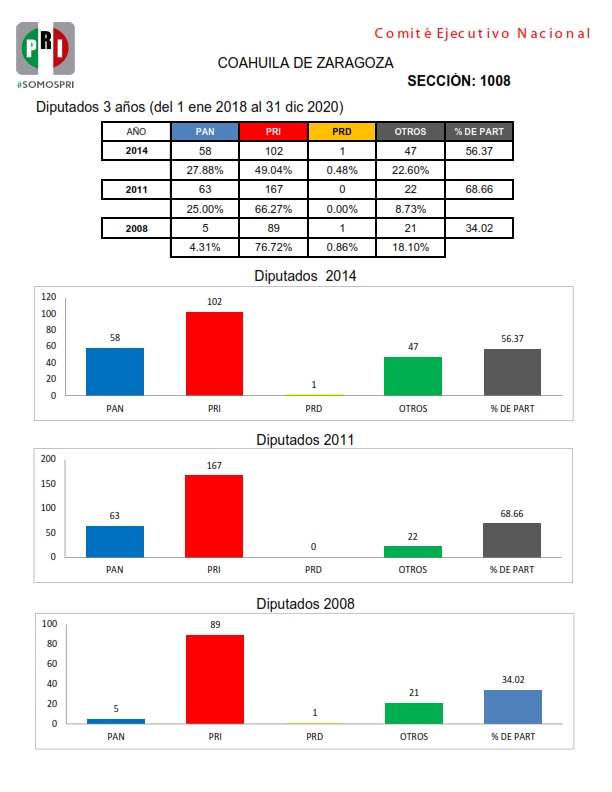 Comité Ejecutivo Nacional
PRI
#SOMOSPRI
COAHUILA DE ZARAGOZA
SECCIÓN: 1008
Diputados 3 años (del 1 ene 2018 al 31 dic 2020)
AÑO PAN PRI PRD OTROS % DE PART
2014 58 102 1 47 56.37
27.88% 49.04% 0.48% 22.60%
2011 63 167 0 22 68.66
25.00% 66.27% 0.00% 8.73%
2008 5 89 1 21 34.02
4.31% 76.72% 0.86% 18.10%
Diputados 2014
120
100
80
60
40
20
0
58 102 1 47 56.37
PAN PRI PRD OTROS % DE PART
Diputados 2011
200
150
100
50
0
63 167 0 22 68.66
PAN PRI PRD OTROS % DE PART
Diputados 2008
100
80
60
40
20
0
5 89 1 21 34.02
PAN PRI PRD OTROS % DE PART